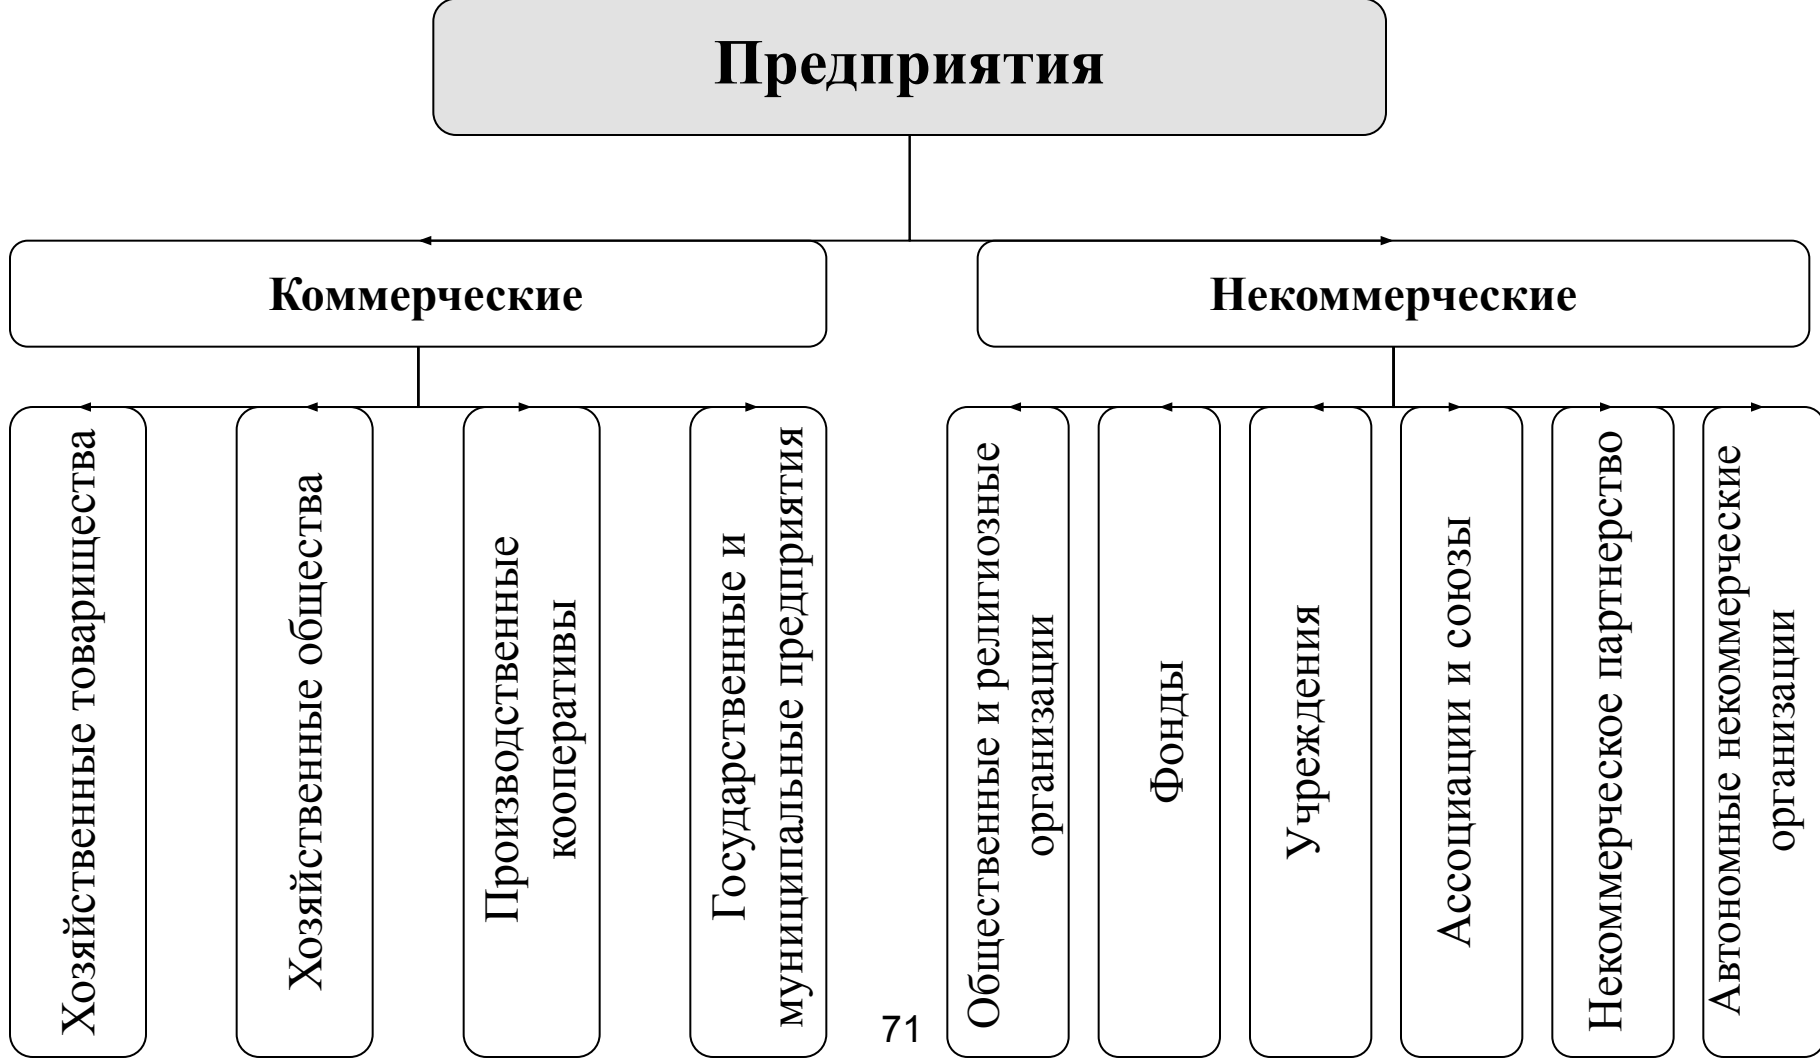 Предприятия
Коммерческие
Некоммерческие
Хозяйственные товарищества
Хозяйственные общества
Производственные
кооперативы
Государственные и
муниципальные предприятия
Общественные и религиозные
организации
Фонды
Учреждения
Ассоциации и союзы
Некоммерческое партнерство
Автономные некоммерческие
организации
71